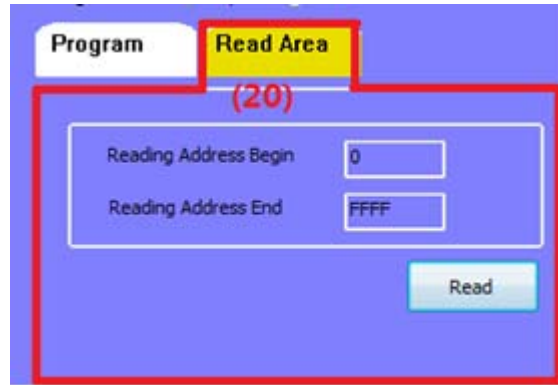 Program Read Area
(20)
Reading Address Begin 0
Reading Address End FFFF
Read